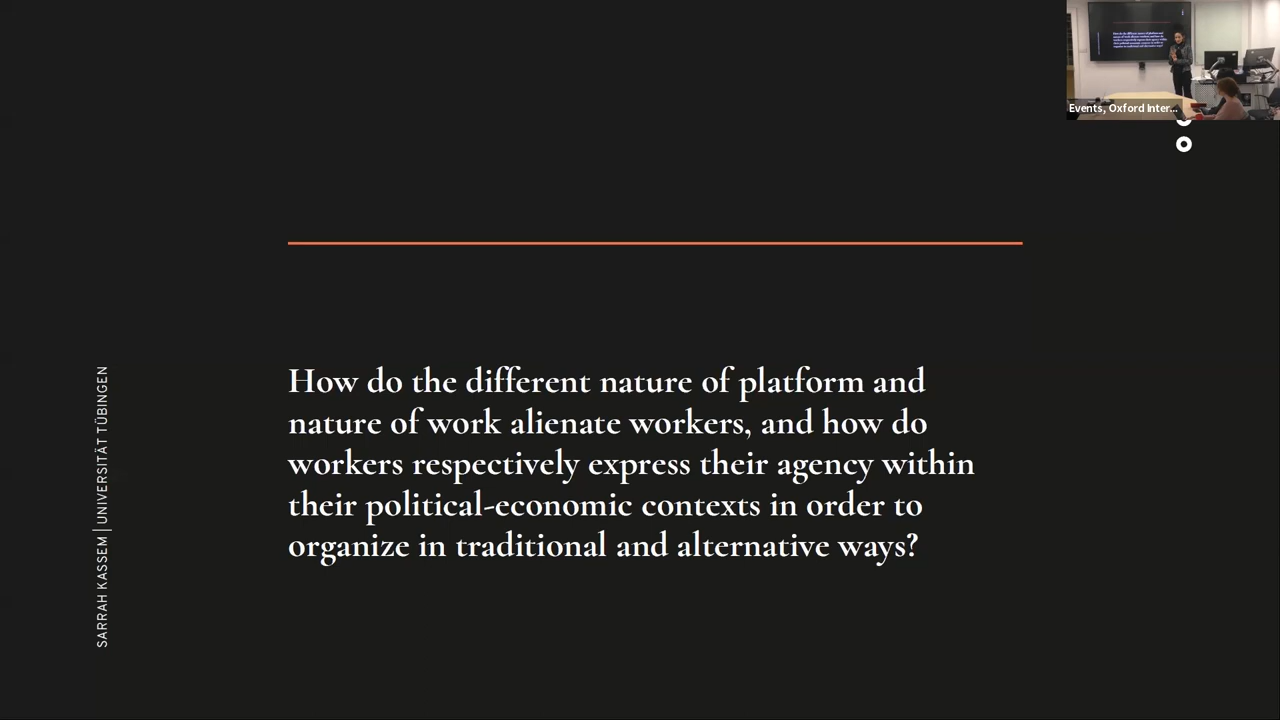 Events, Oxford Inter...
How do the different nature of platform and
nature of work alienate workers, and how do
workers respectively express their agency within
their political-economic contexts in order to
organize in traditional and alternative ways?
SARRAH KASSEM | UNIVERSITÄT TÜBINGEN